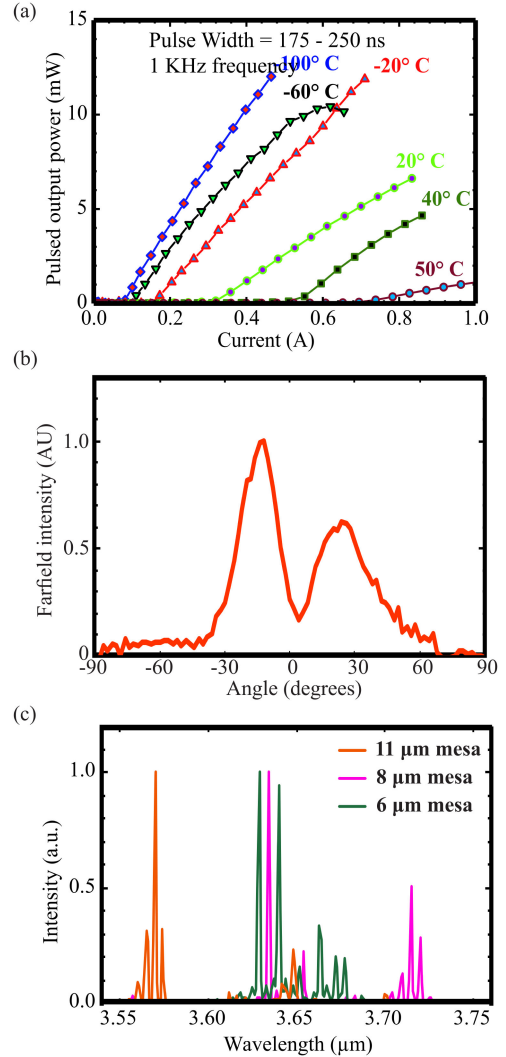 (a)
15
Pulse Width = 175 - 250 ns
1 KHz frequency
-100° C
-20° C
-60° C
10
20° C
40° C
5
50° C
0
0.0 0.2 0.4 0.6 0.8 1.0
Pulsed output power (mW)
Current (A)
(b)
1.0
0.5
0
-90 -60 -30 0 30 60 90
Farfield intensity (AU)
Angle (degrees)
(c)
11 µm mesa
8 µm mesa
6 µm mesa
1.0
0.5
0.0
3.55 3.60 3.65 3.70 3.75
Intensity (a.u.)
Wavelength (µm)